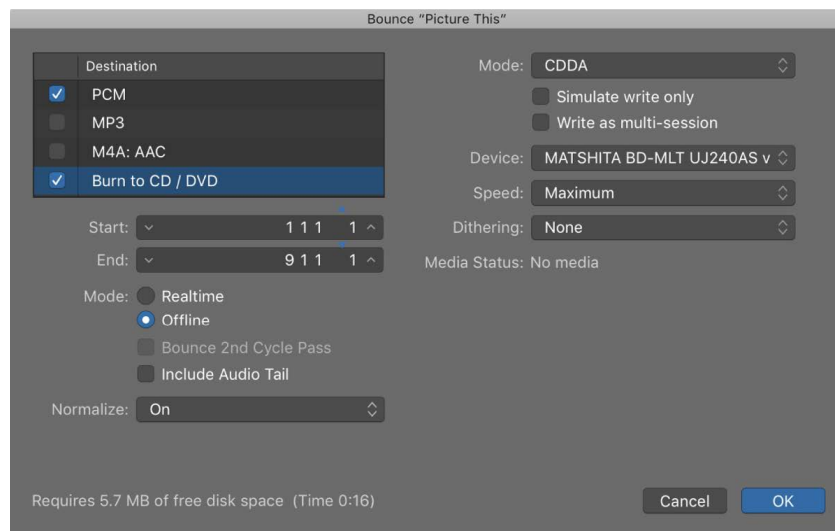 Bounce “Picture This”
Destination
PCM
MP3
M4A: AAC
Burn to CD / DVD
Start: 1 1 1 1
End: 9 1 1 1
Mode: Realtime
Offline
Bounce 2nd Cycle Pass
Include Audio Tail
Normalize: On
Mode: CDDA
Simulate write only
Write as multi-session
Device: MATSHITA BD-MLT UJ240AS v
Speed: Maximum
Dithering: None
Media Status: No media
Requires 5.7 MB of free disk space (Time 0:16)
Cancel
OK